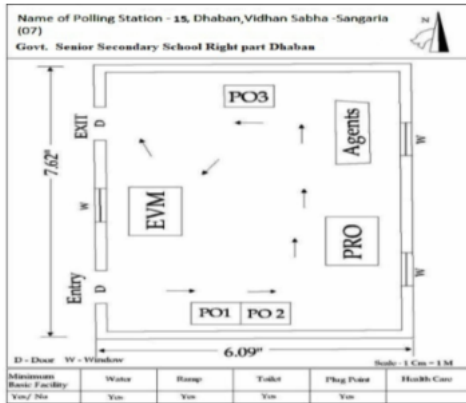 Name of Polling Station - 15, Dhaban,Vidhan Sabha -Sangaria
(07)
Govt. Senior Secondary School Right part Dhaban
N
PO3
EXIT
D
Agents
W
7.62"
W
EVM
PRO
Entry
D
W
PO1 PO 2
6.09"
D - Door W - Window
Scale - 1 Cm = 1 M
Minimum Basic Facility Water Ramp Toilet Plug Point Health Care
Yes/ No Yes Yes Yes Yes